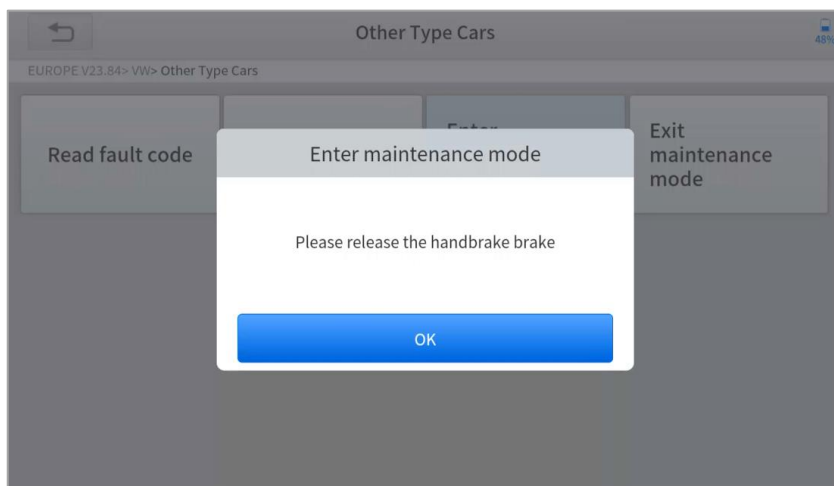 Other Type Cars
48%
EUROPE V23.84> VW> Other Type Cars
Read fault code
Enter
Exit
maintenance
mode
Enter maintenance mode
Please release the handbrake brake
OK